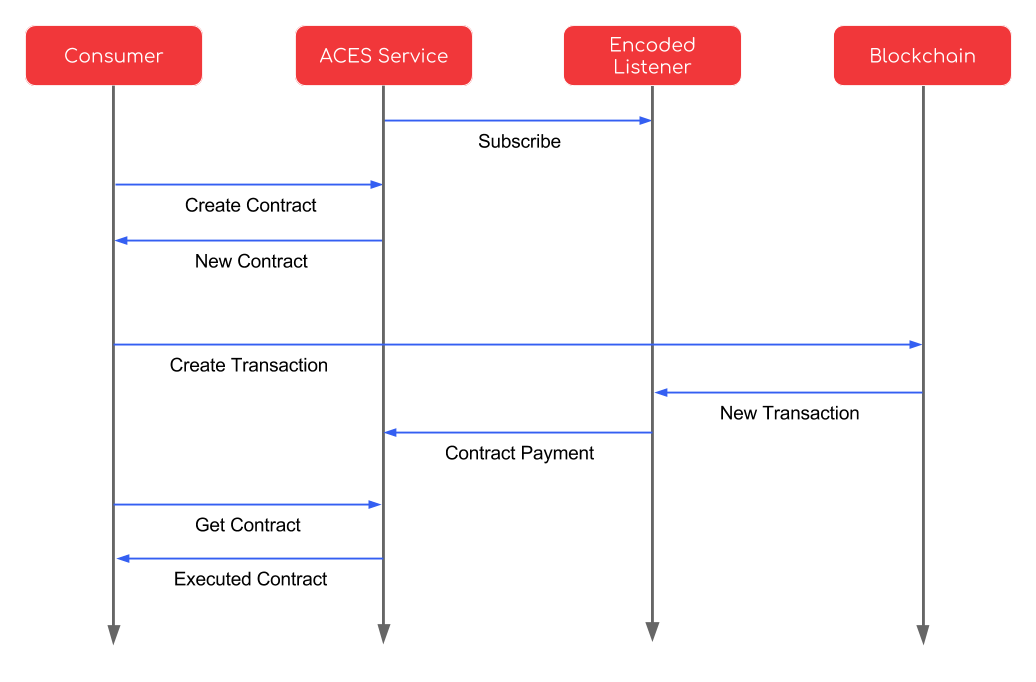 Consumer
ACES Service
Encoded
Listener
Blockchain
Subscribe
Create Contract
New Contract
Create Transaction
New Transaction
Contract Payment
Get Contract
Executed Contract